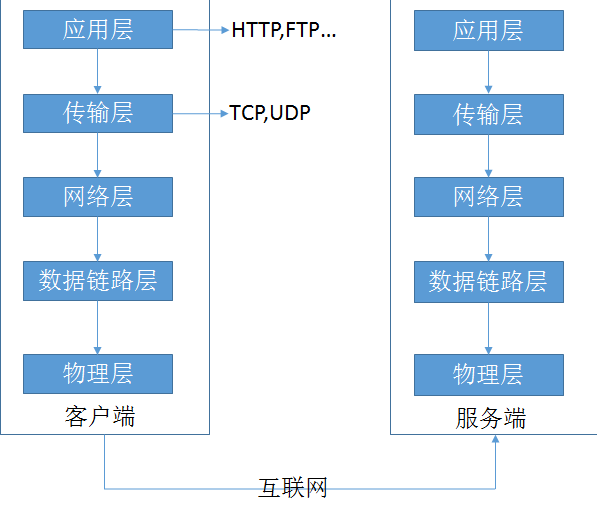 应用层
HTTP,FTP...
传输层
TCP,UDP
网络层
数据链路层
物理层
客户端
应用层
传输层
网络层
数据链路层
物理层
服务端
互联网